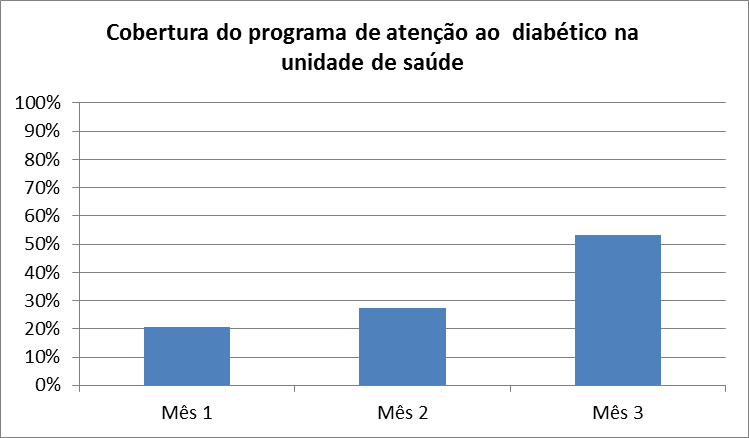 Cobertura do programa de atenção ao  diabético na
unidade de saúde
100%
90%
80%
70%
60%
50%
40%
30%
20%
10%
0%
Mês 1
Mês 2
Mês 3